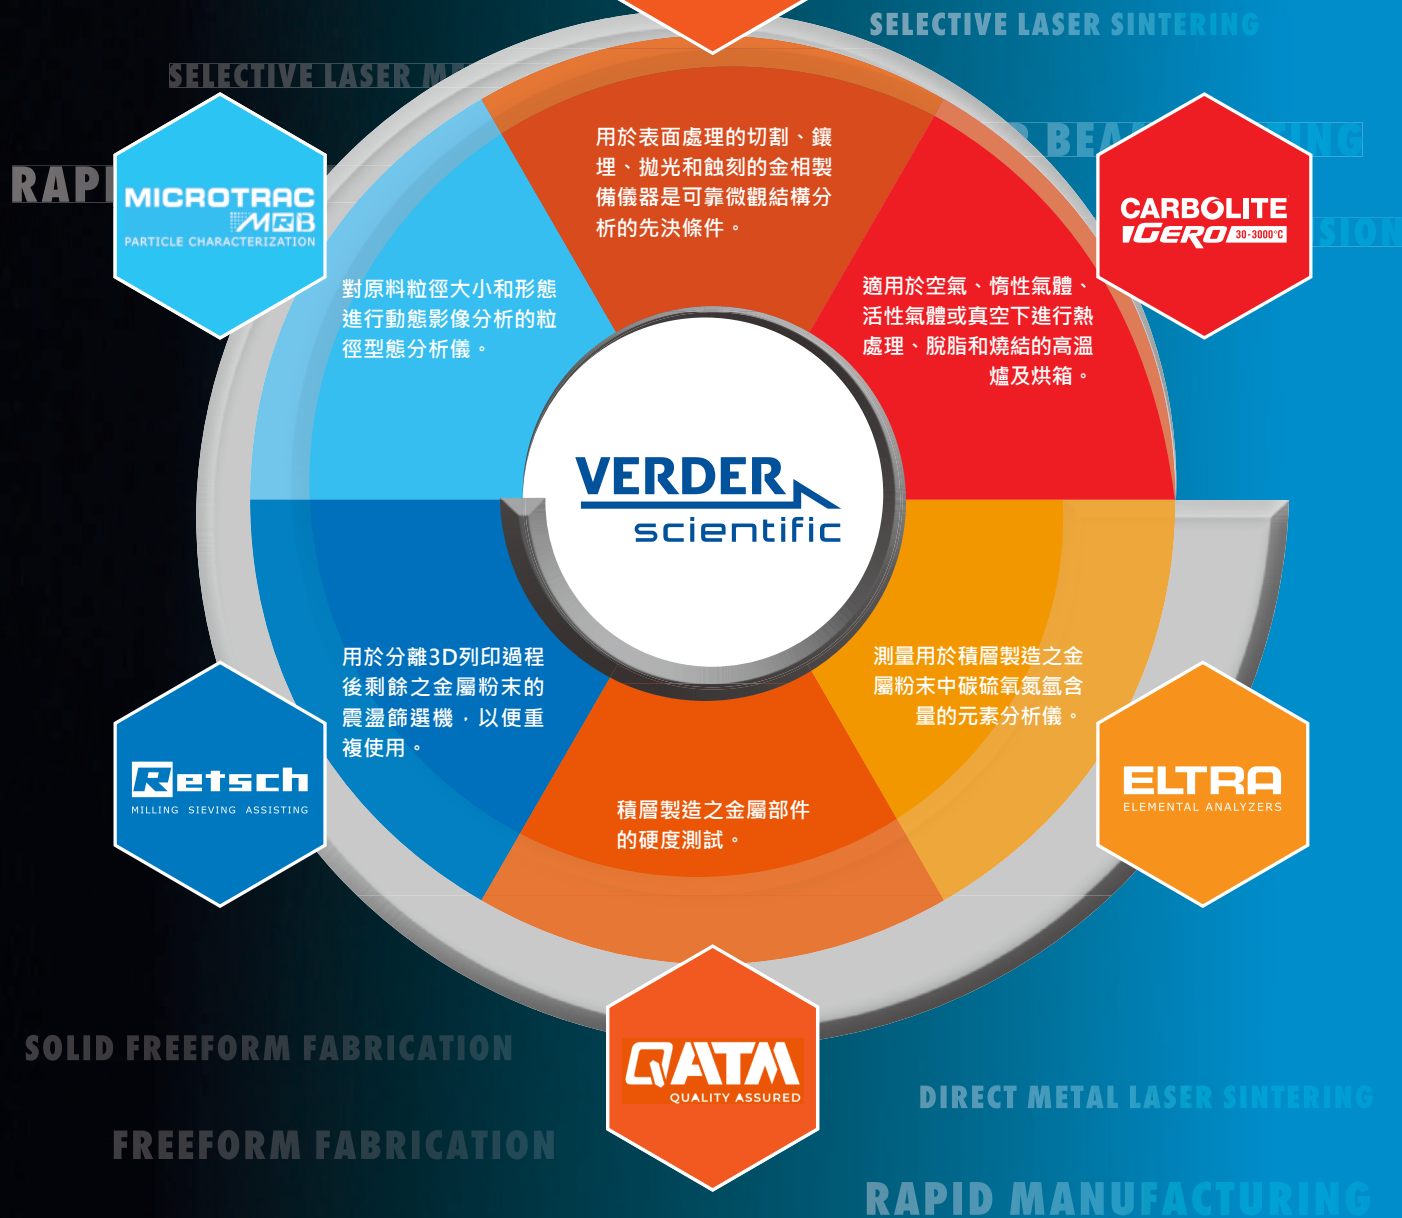 SELECTIVE LASER SINTERING
SELECTIVE LASER
用於表面處理的切割、鑲
埋、拋光和蝕刻的金相製
備儀器是可靠微觀結構分
析的先決條件。
MICROTRAC
MRB
PARTICLE CHARACTERIZATION
CARBOLITE
GERO 30-3000°C
對原料粒徑大小和形態
進行動態影像分析的粒
徑型態分析儀。
適用於空氣、惰性氣體、
活性氣體或真空下進行熱
處理、脫脂和燒結的高溫
爐及烘箱。
VERDER
scientific
用於分離3D列印過程
後剩餘之金屬粉末的
震盪篩選機，以便重
複使用。
測量用於積層製造之金
屬粉末中碳硫氧氮氫含
量的元素分析儀。
Retsch
MILLING SIEVING ASSISTING
ELTRA
ELEMENTAL ANALYZERS
積層製造之金屬部件
的硬度測試。
QATM
QUALITY ASSURED
SOLID FREEFORM FABRICATION
DIRECT METAL LASER SINTERING
FREEFORM FABRICATION
RAPID MANUFACTURING